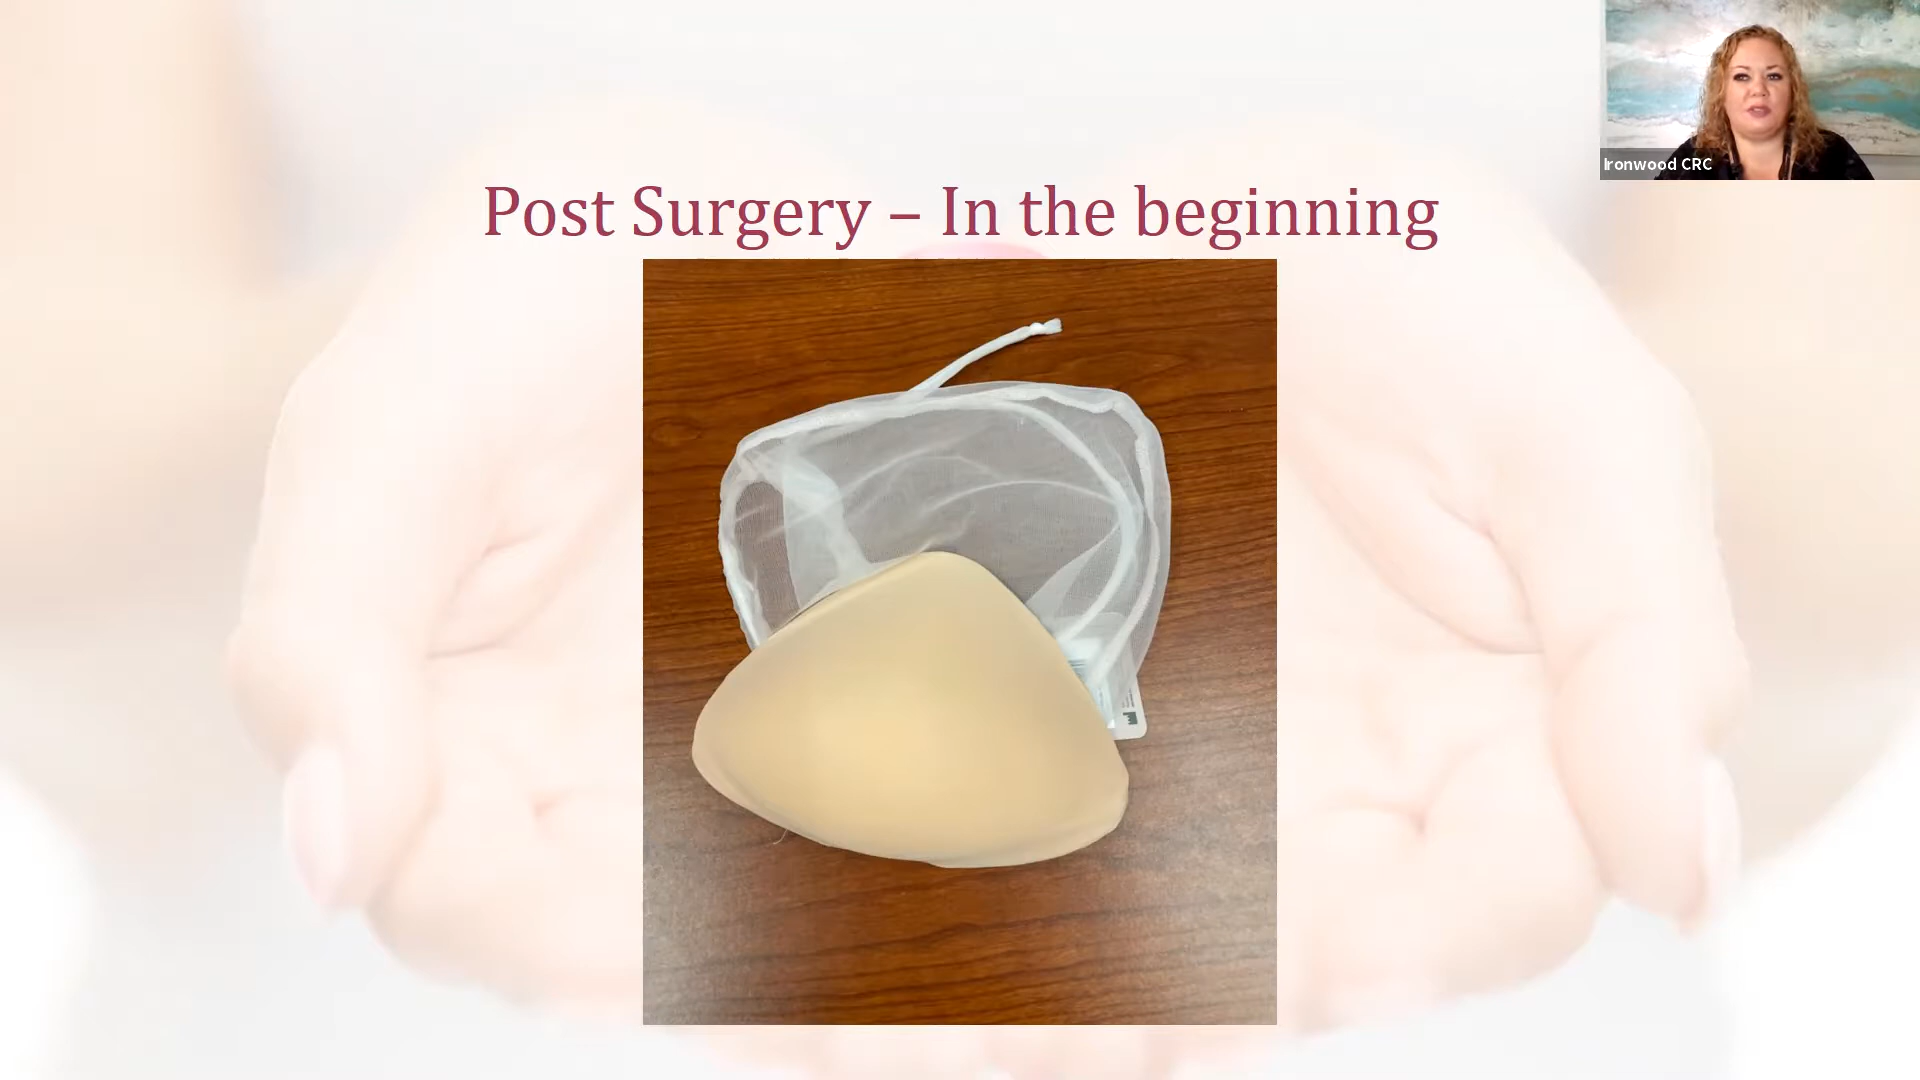 Ironwood CRC
Post Surgery – In the beginning